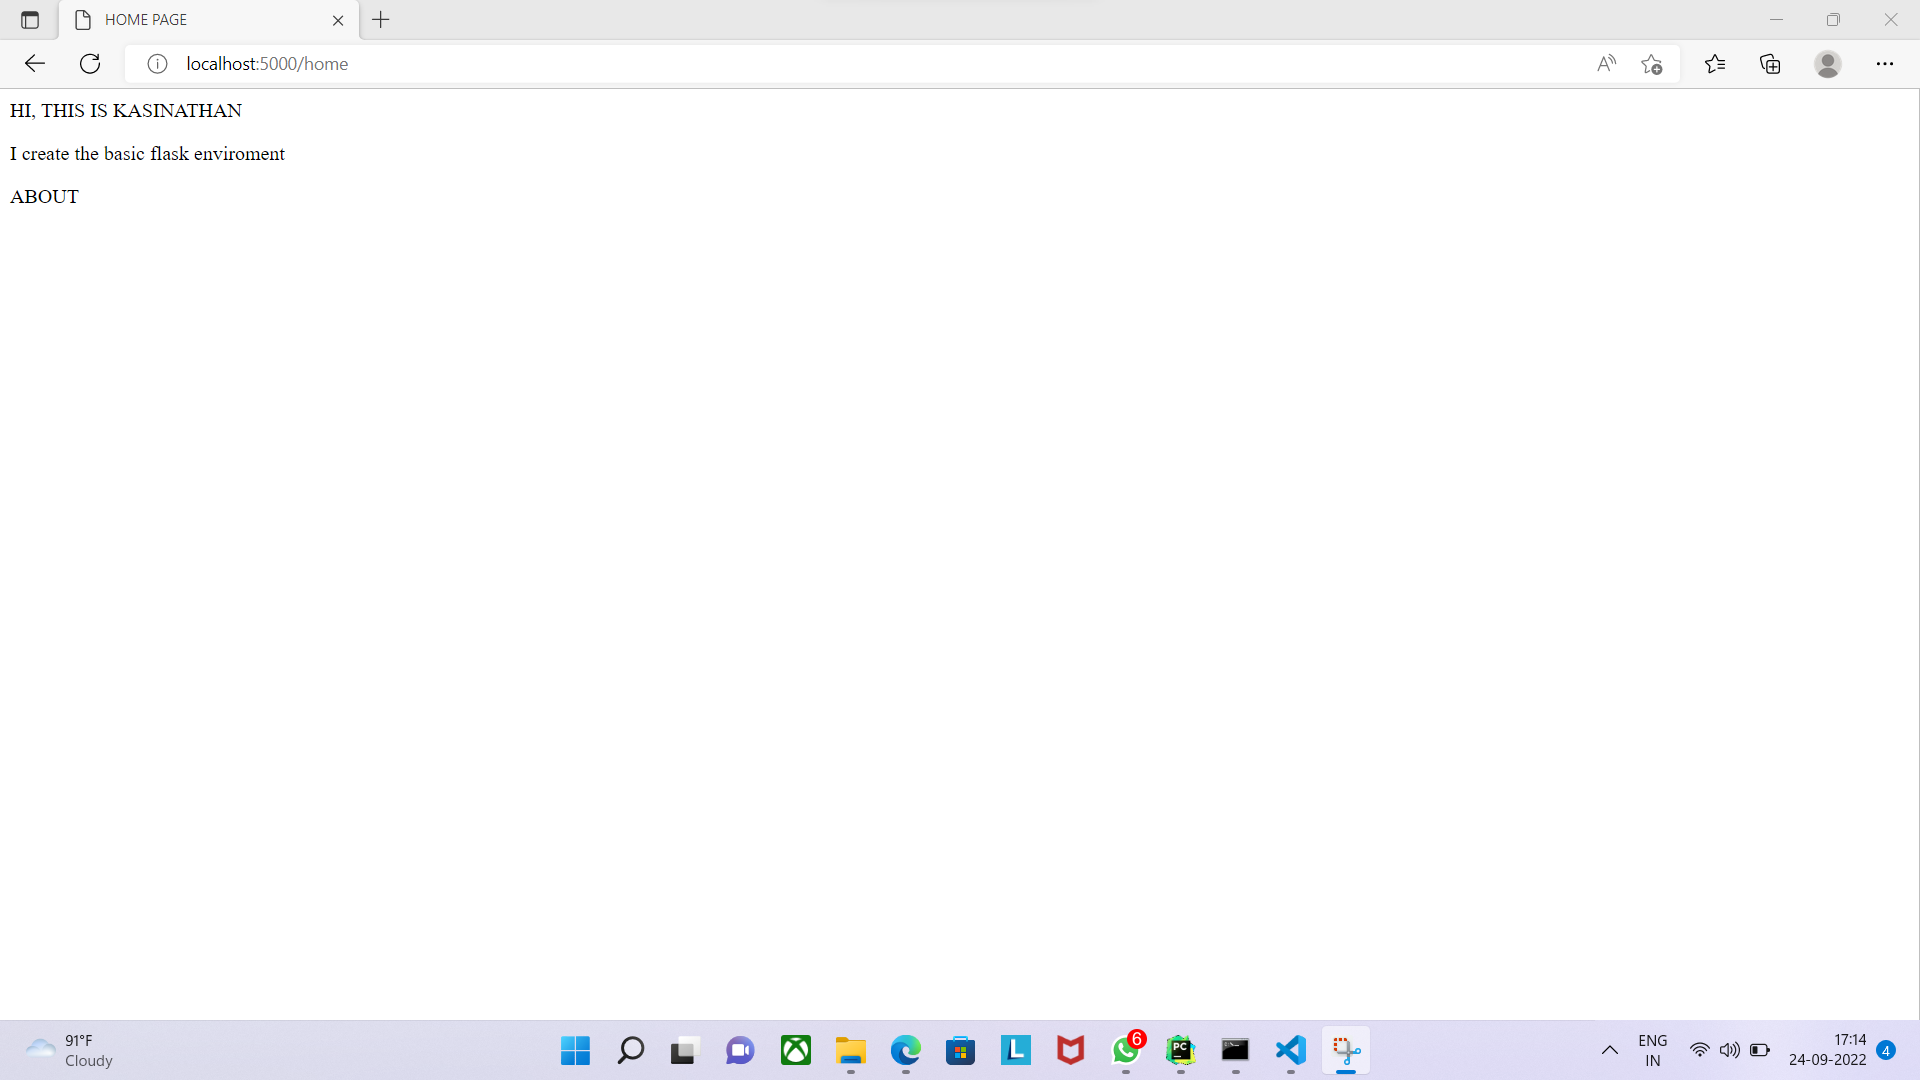 HOME PAGE
localhost:5000/home
HI, THIS IS KASINATHAN
I create the basic flask enviroment
ABOUT
91°F
Cloudy
6
PC
ENG
IN
17:14
24-09-2022
4